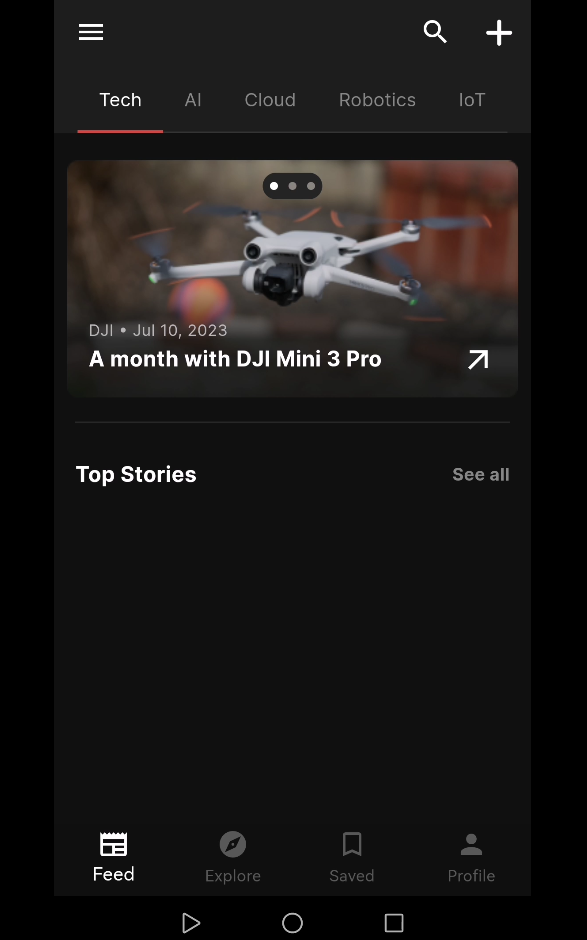 Tech AI Cloud Robotics IoT
DJI • Jul 10, 2023
A month with DJI Mini 3 Pro
Top Stories See all
Feed Explore Saved Profile